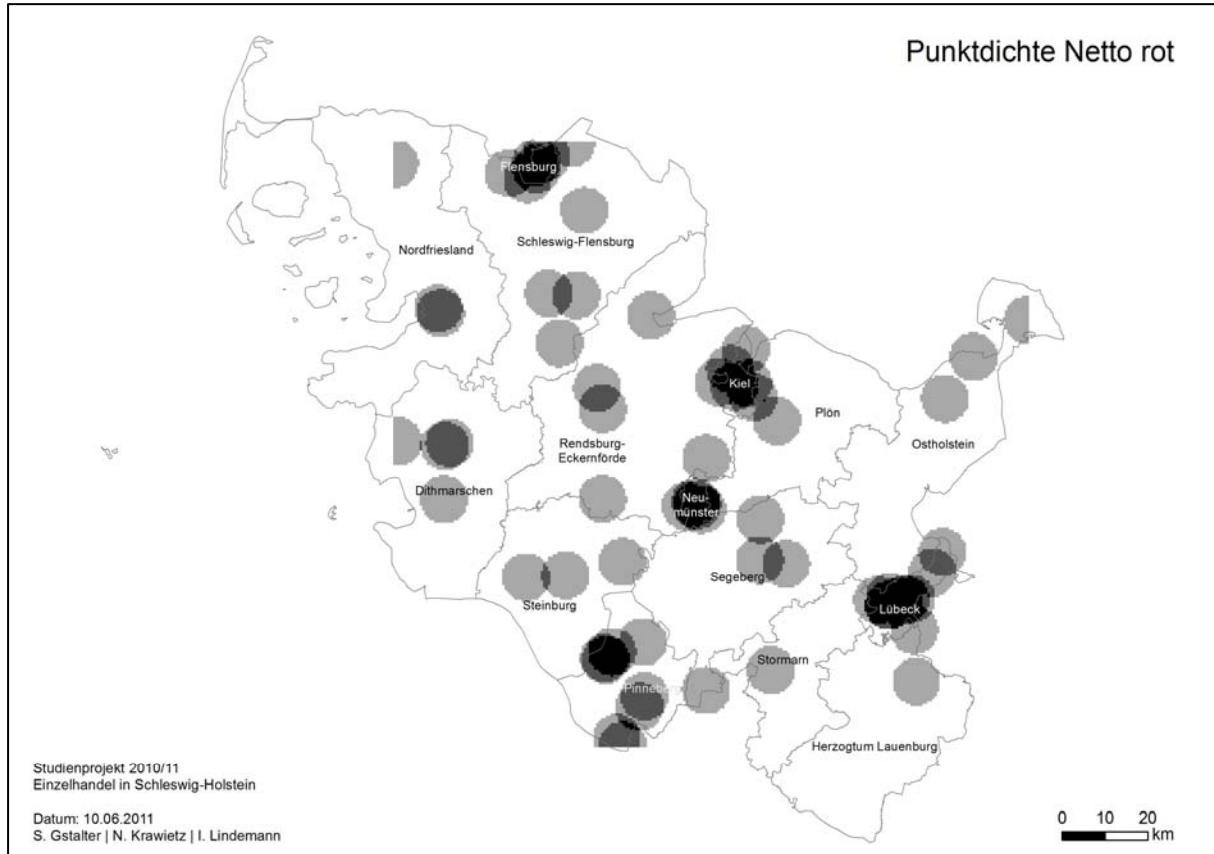 Punktdichte Netto rot
Flensburg
Schleswig-Flensburg
Nordfriesland
Kiel
Plön
Ostholstein
Rendsburg-
Eckernförde
Dithmarschen
Neu-
münster
Segeberg
Steinburg
Lübeck
Stormarn
Pinneberg
Herzogtum Lauenburg
Studienprojekt 2010/11
Einzelhandel in Schleswig-Holstein
Datum: 10.06.2011
S. Gstalter | N. Krawietz | I. Lindemann
0 10 20
km